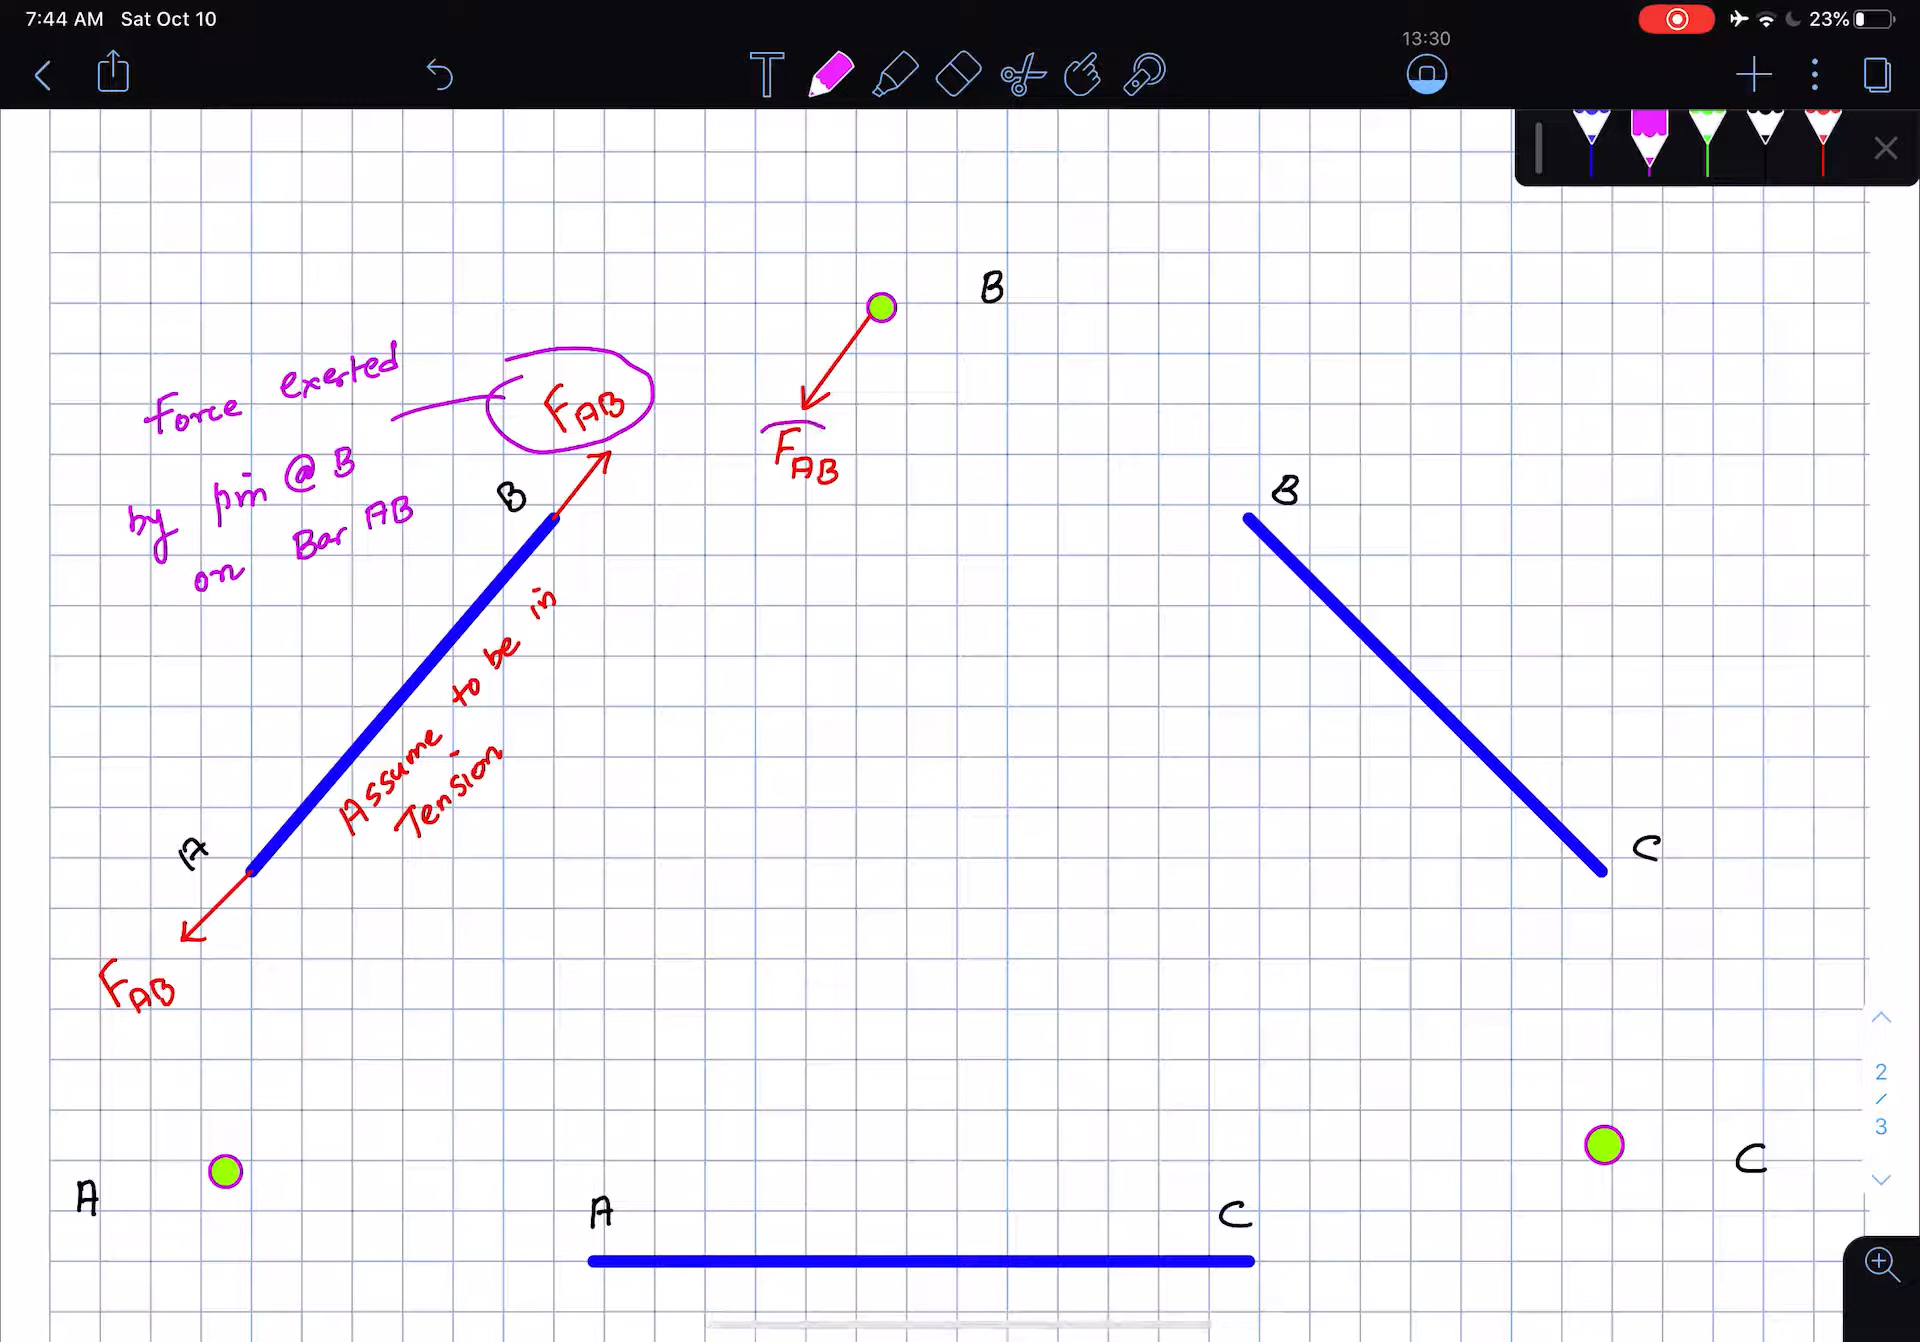 7:44 AM Sat Oct 10
23%
13:30
T
B
Force exerted
by pin @ B
on Bar AB
FAB
FAB
B
B
Assume to be in
Tension
A
C
FAB
2
/
3
A
A
C
C